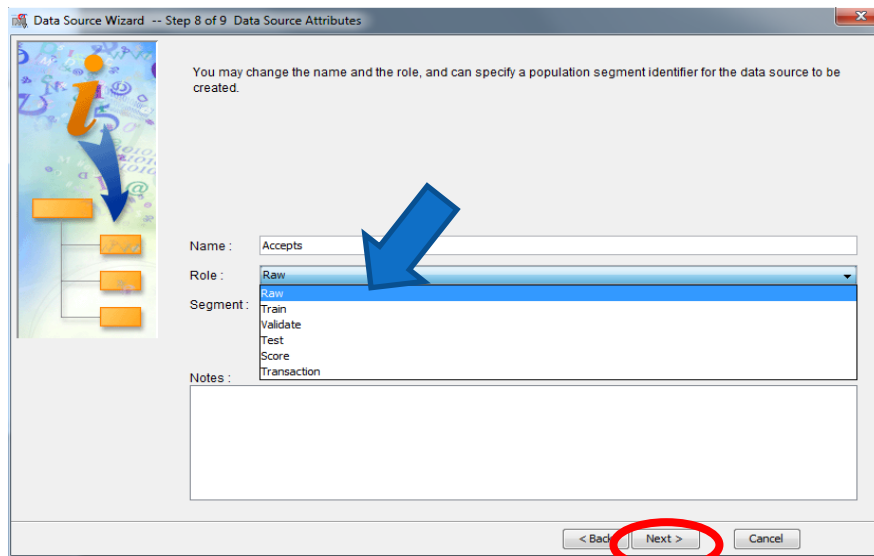 Data Source Wizard -- Step 8 of 9 Data Source Attributes
You may change the name and the role, and can specify a population segment identifier for the data source to be
created.
Name : Accepts
Role : Raw
Raw
Segment :
Train
Validate
Test
Score
Transaction
Notes :
< Back Next > Cancel